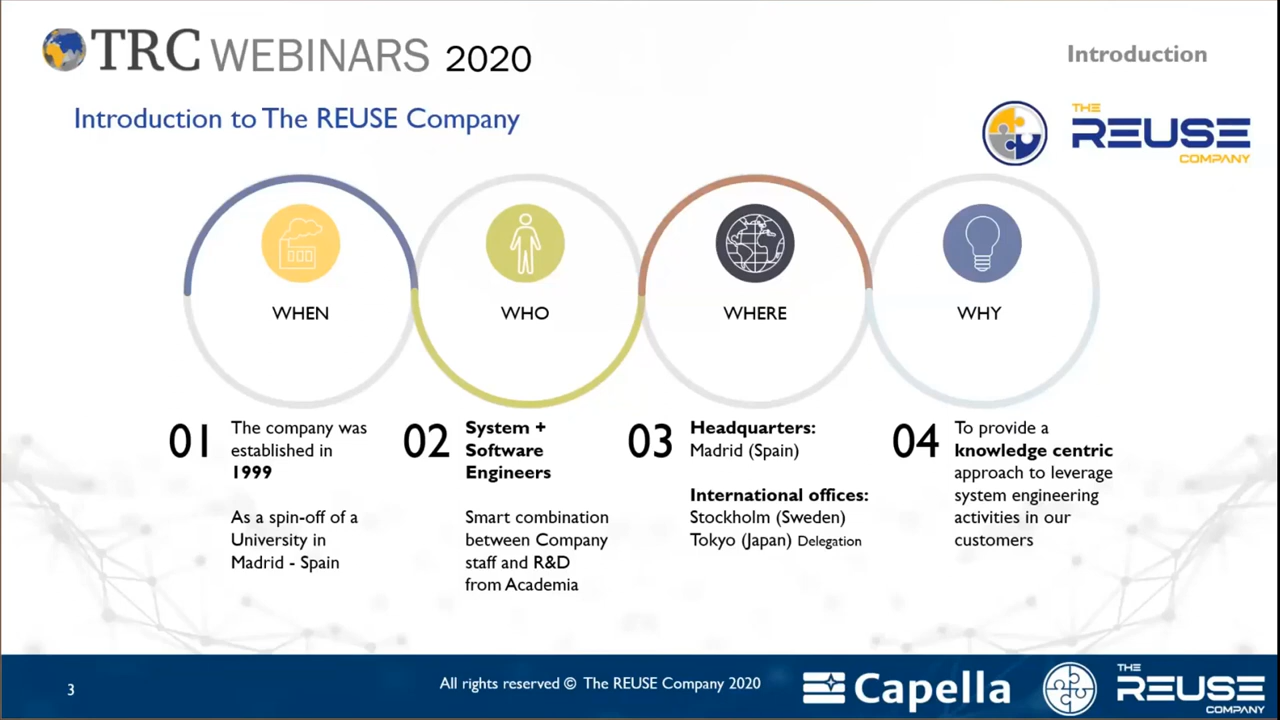 TRC WEBINARS 2020
Introduction
Introduction to The REUSE Company
THE
REUSE
COMPANY
WHEN
WHO
WHERE
WHY
01
The company was
established in
1999
As a spin-off of a
University in
Madrid - Spain
02
System +
Software
Engineers
Smart combination
between Company
staff and R&D
from Academia
03
Headquarters:
Madrid (Spain)
International offices:
Stockholm (Sweden)
Tokyo (Japan) Delegation
04
To provide a
knowledge centric
approach to leverage
system engineering
activities in our
customers
3
All rights reserved © The REUSE Company 2020
Capella
THE
REUSE
COMPANY